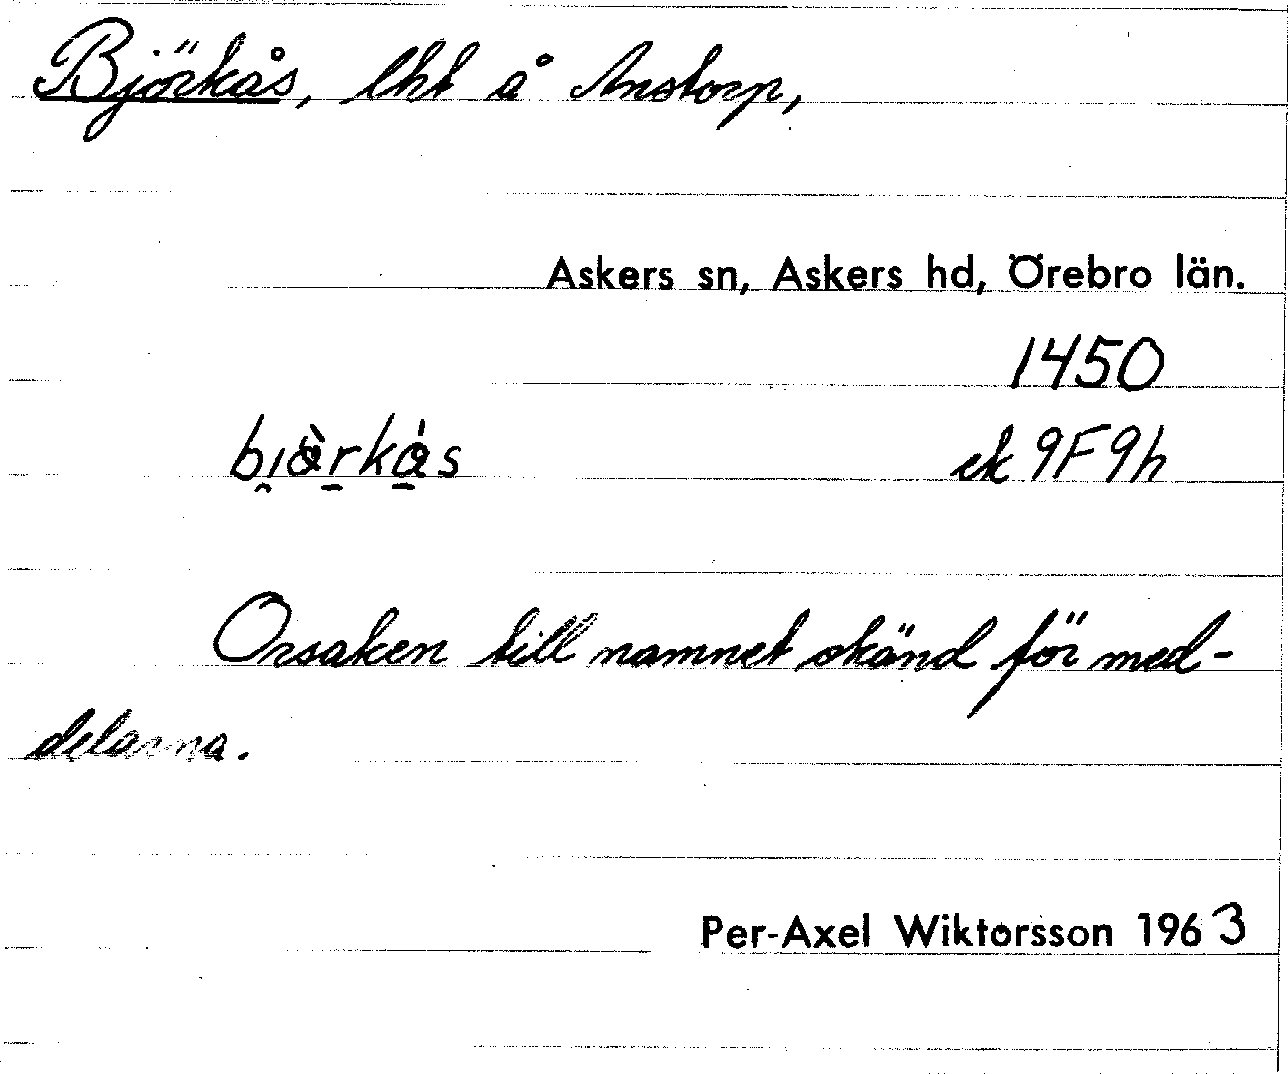 Björkås, lht å Anstorp,
Askers sn, Askers hd, Örebro län.
1450
ek 9F9h
Orsaken till namnet okänd för med-
delarna.
Per-Axel Wiktorsson 1963